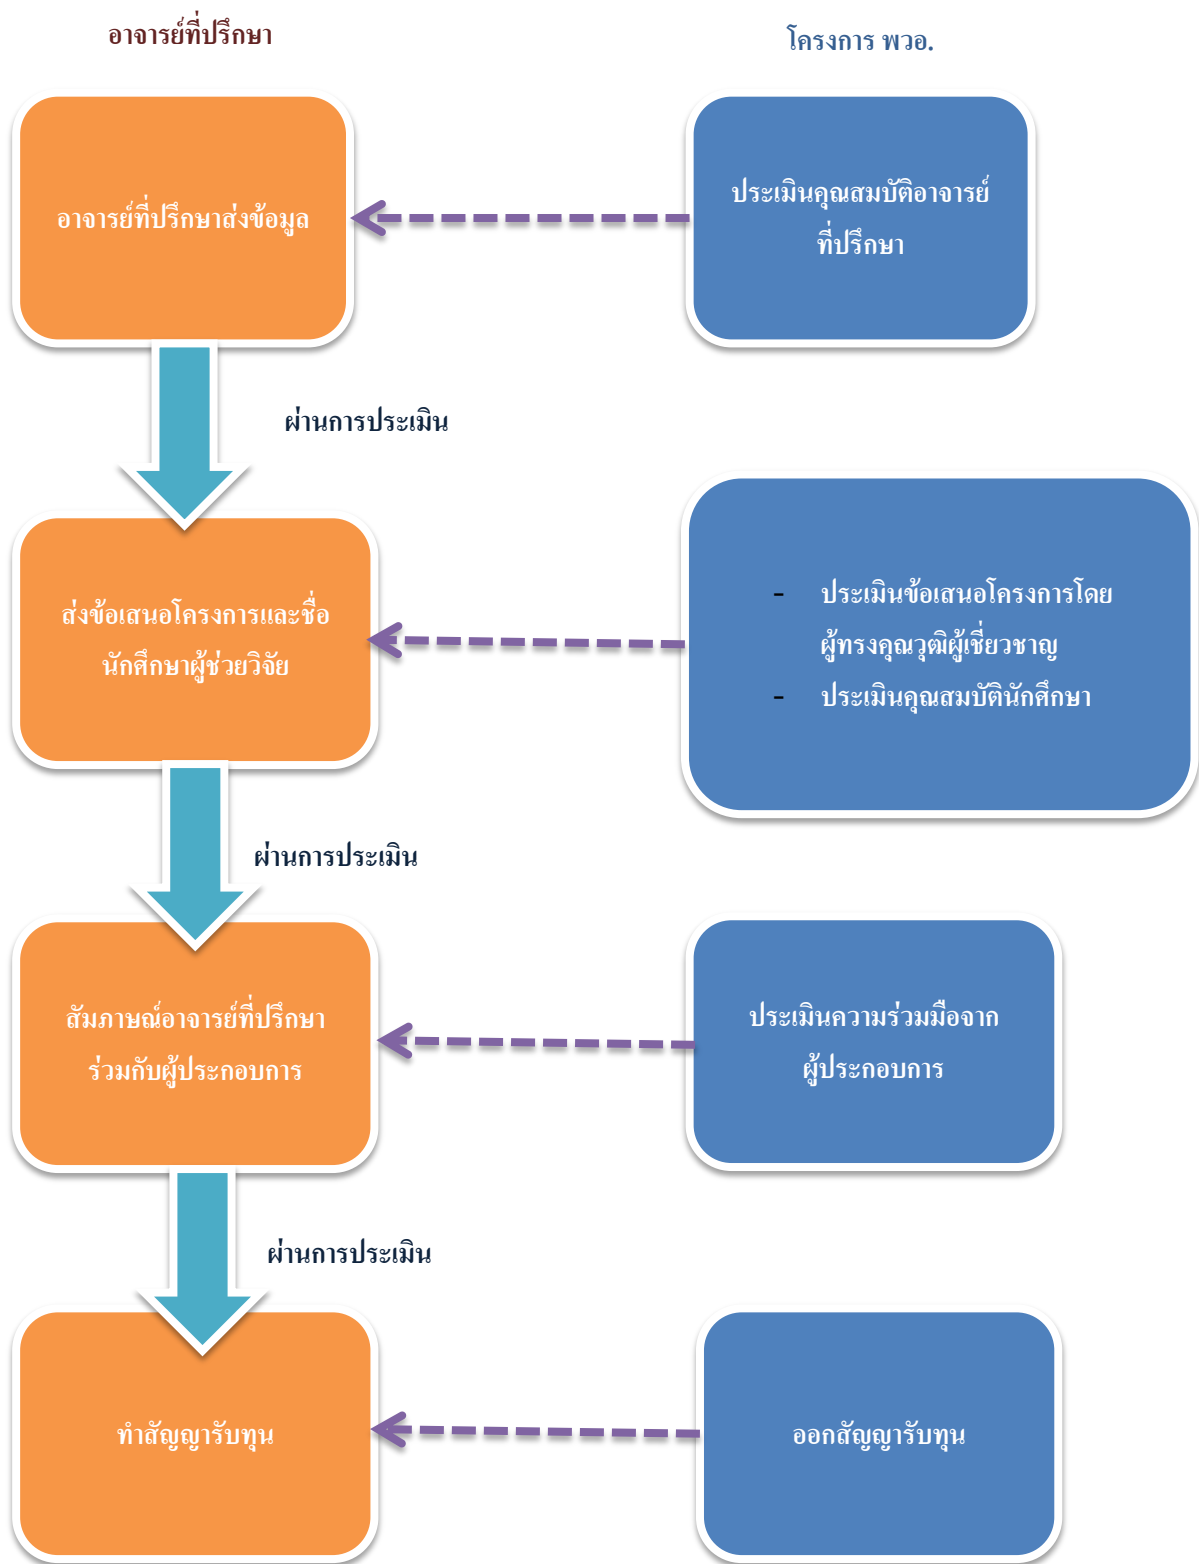 อาจารย์ที่ปรึกษา
โครงการ พวอ.
อาจารย์ที่ปรึกษาส่งข้อมูล
ประเมินคุณสมบัติอาจารย์
ที่ปรึกษา
ผ่านการประเมิน
ส่งข้อเสนอโครงการและชื่อ
นักศึกษาผู้ช่วยวิจัย
- ประเมินข้อเสนอโครงการโดย
ผู้ทรงคุณวุฒิผู้เชี่ยวชาญ
- ประเมินคุณสมบัตินักศึกษา
ผ่านการประเมิน
สัมภาษณ์อาจารย์ที่ปรึกษา
ร่วมกับผู้ประกอบการ
ประเมินความร่วมมือจาก
ผู้ประกอบการ
ผ่านการประเมิน
ทำสัญญารับทุน
ออกสัญญารับทุน